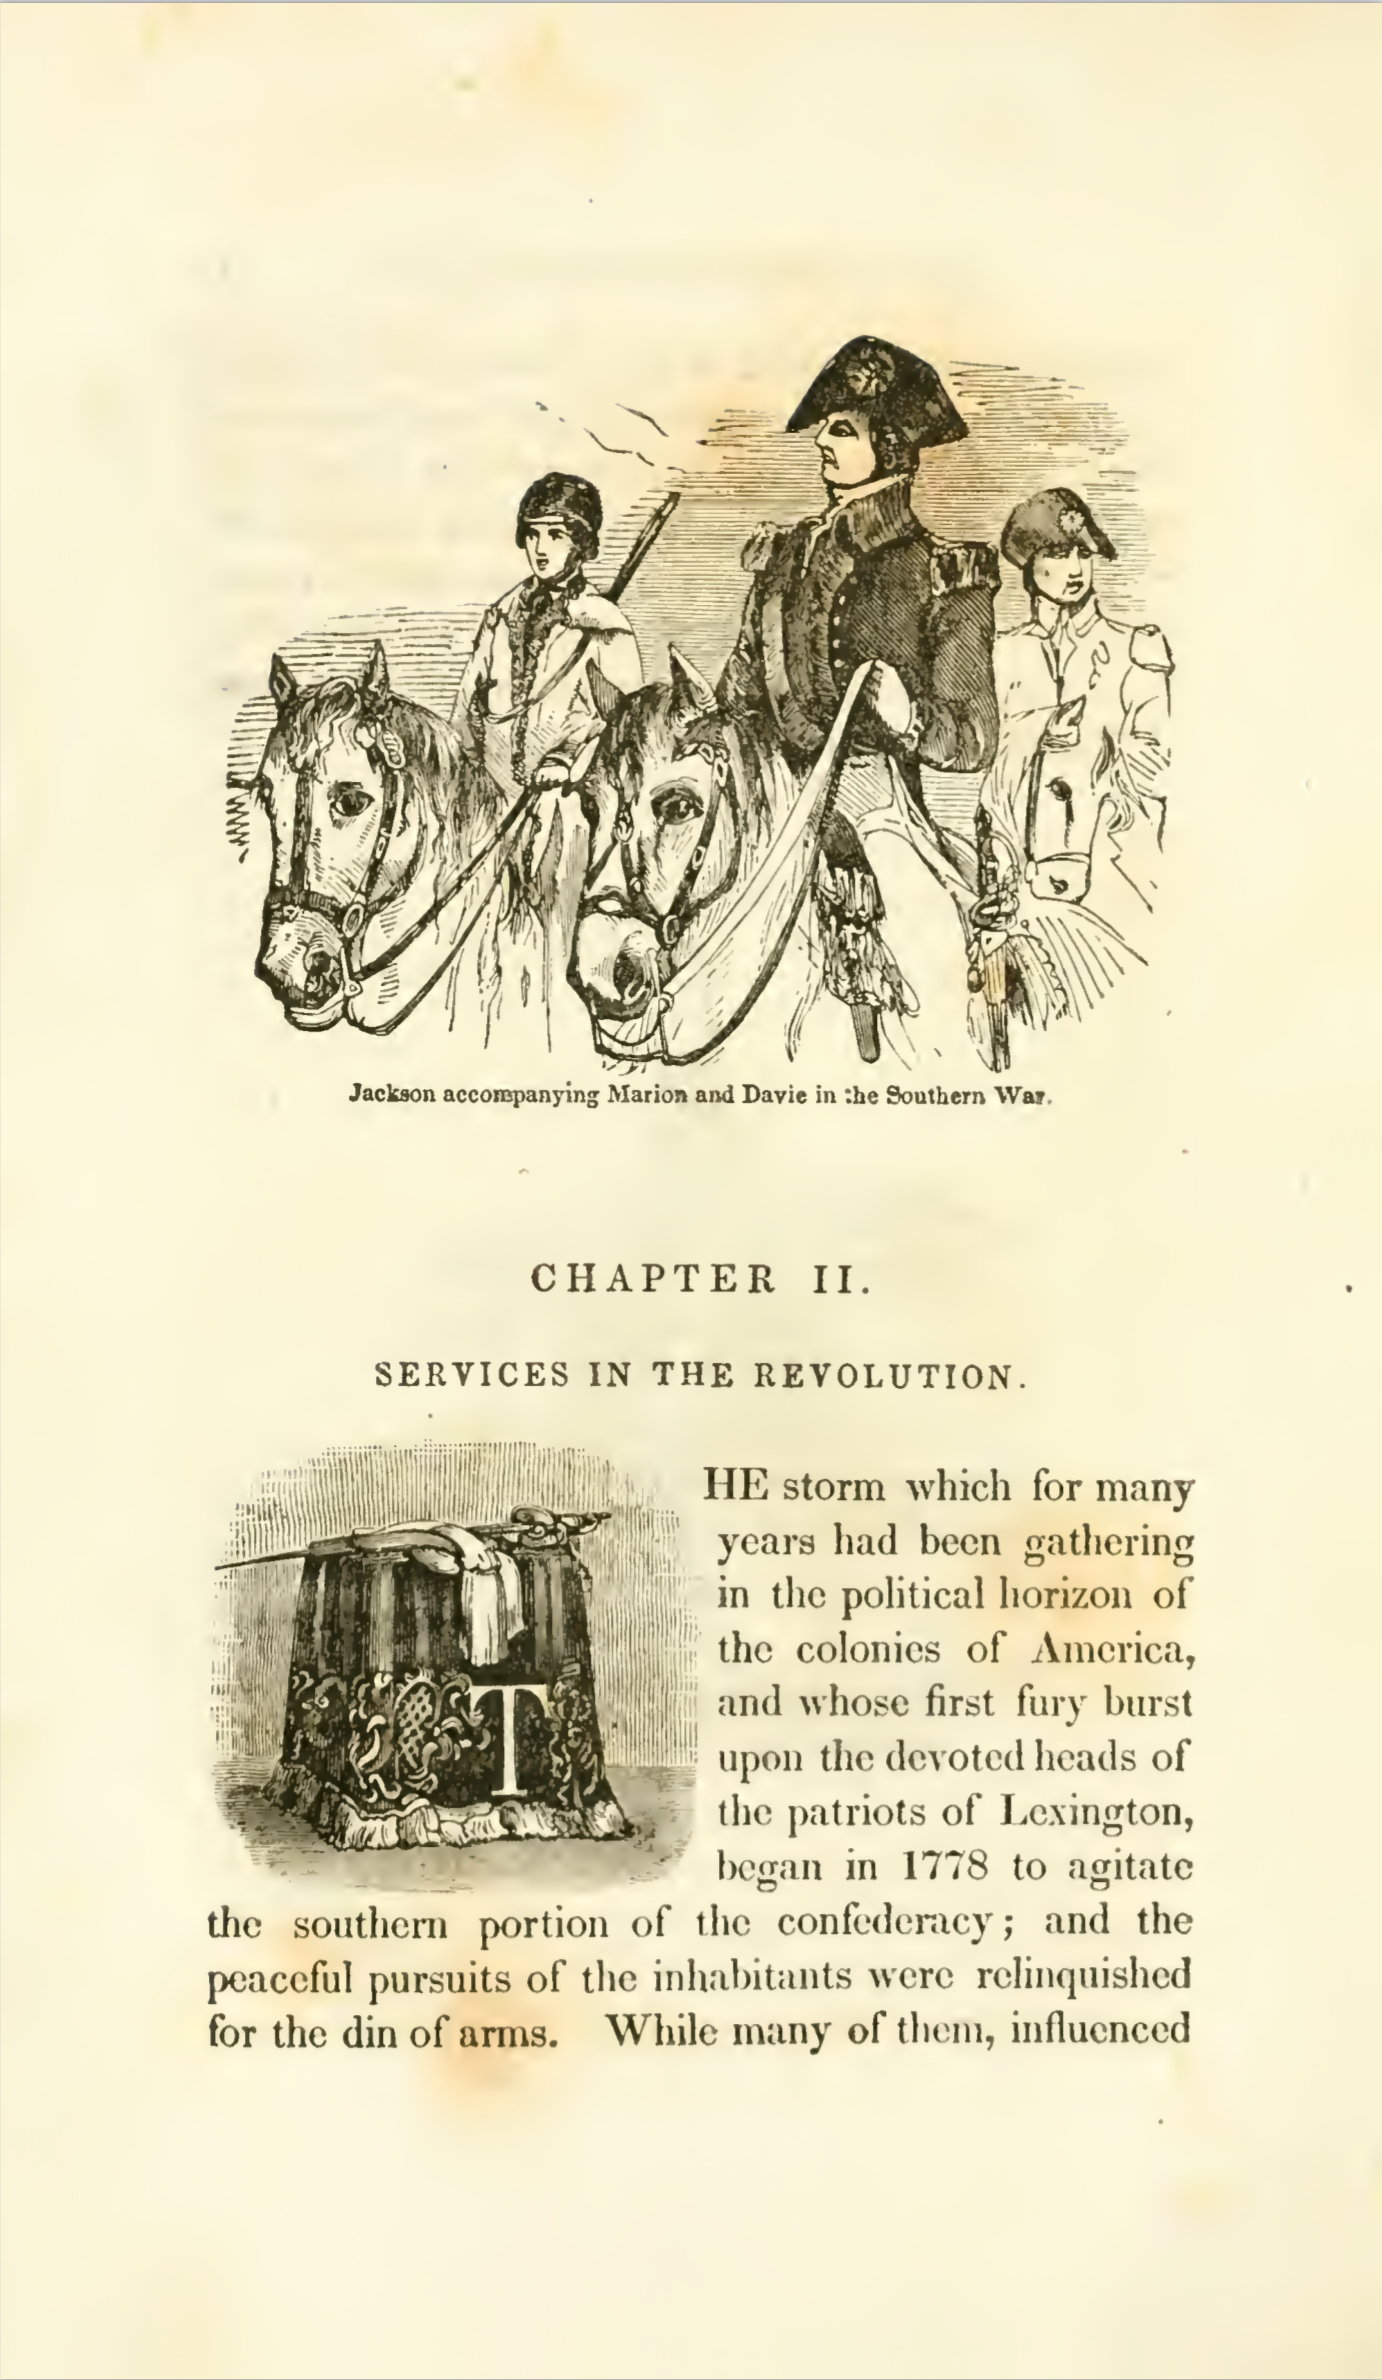 Jackson accompanying Marion and Davie in the Southern War.
CHAPTER II.
SERVICES IN THE REVOLUTION.
THE storm which for many
years had been gathering
in the political horizon of
the colonies of America,
and whose first fury burst
upon the devoted heads of
the patriots of Lexington,
began in 1778 to agitate
the southern portion of the confederacy; and the
peaceful pursuits of the inhabitants were relinquished
for the din of arms. While many of them, influenced